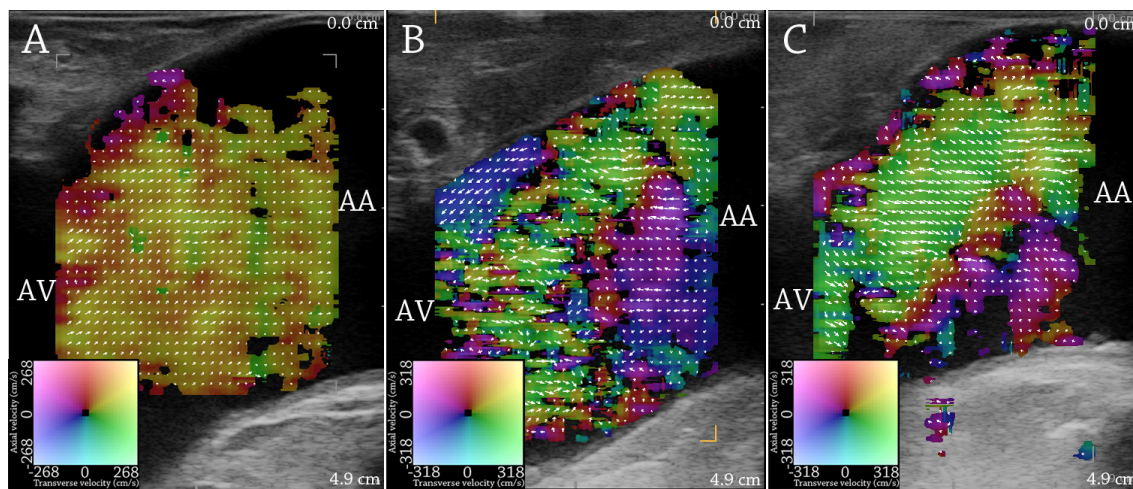 A
0.0 cm
AA
AV
268
0
-268
Axial velocity (cm/s)
-268 0 268
Transverse velocity (cm/s)
4.9 cm
B
0.0 cm
AA
AV
318
0
-318
Axial velocity (cm/s)
-318 0 318
Transverse velocity (cm/s)
4.9 cm
C
0.0 cm
AA
AV
318
0
-318
Axial velocity (cm/s)
-318 0 318
Transverse velocity (cm/s)
4.9 cm